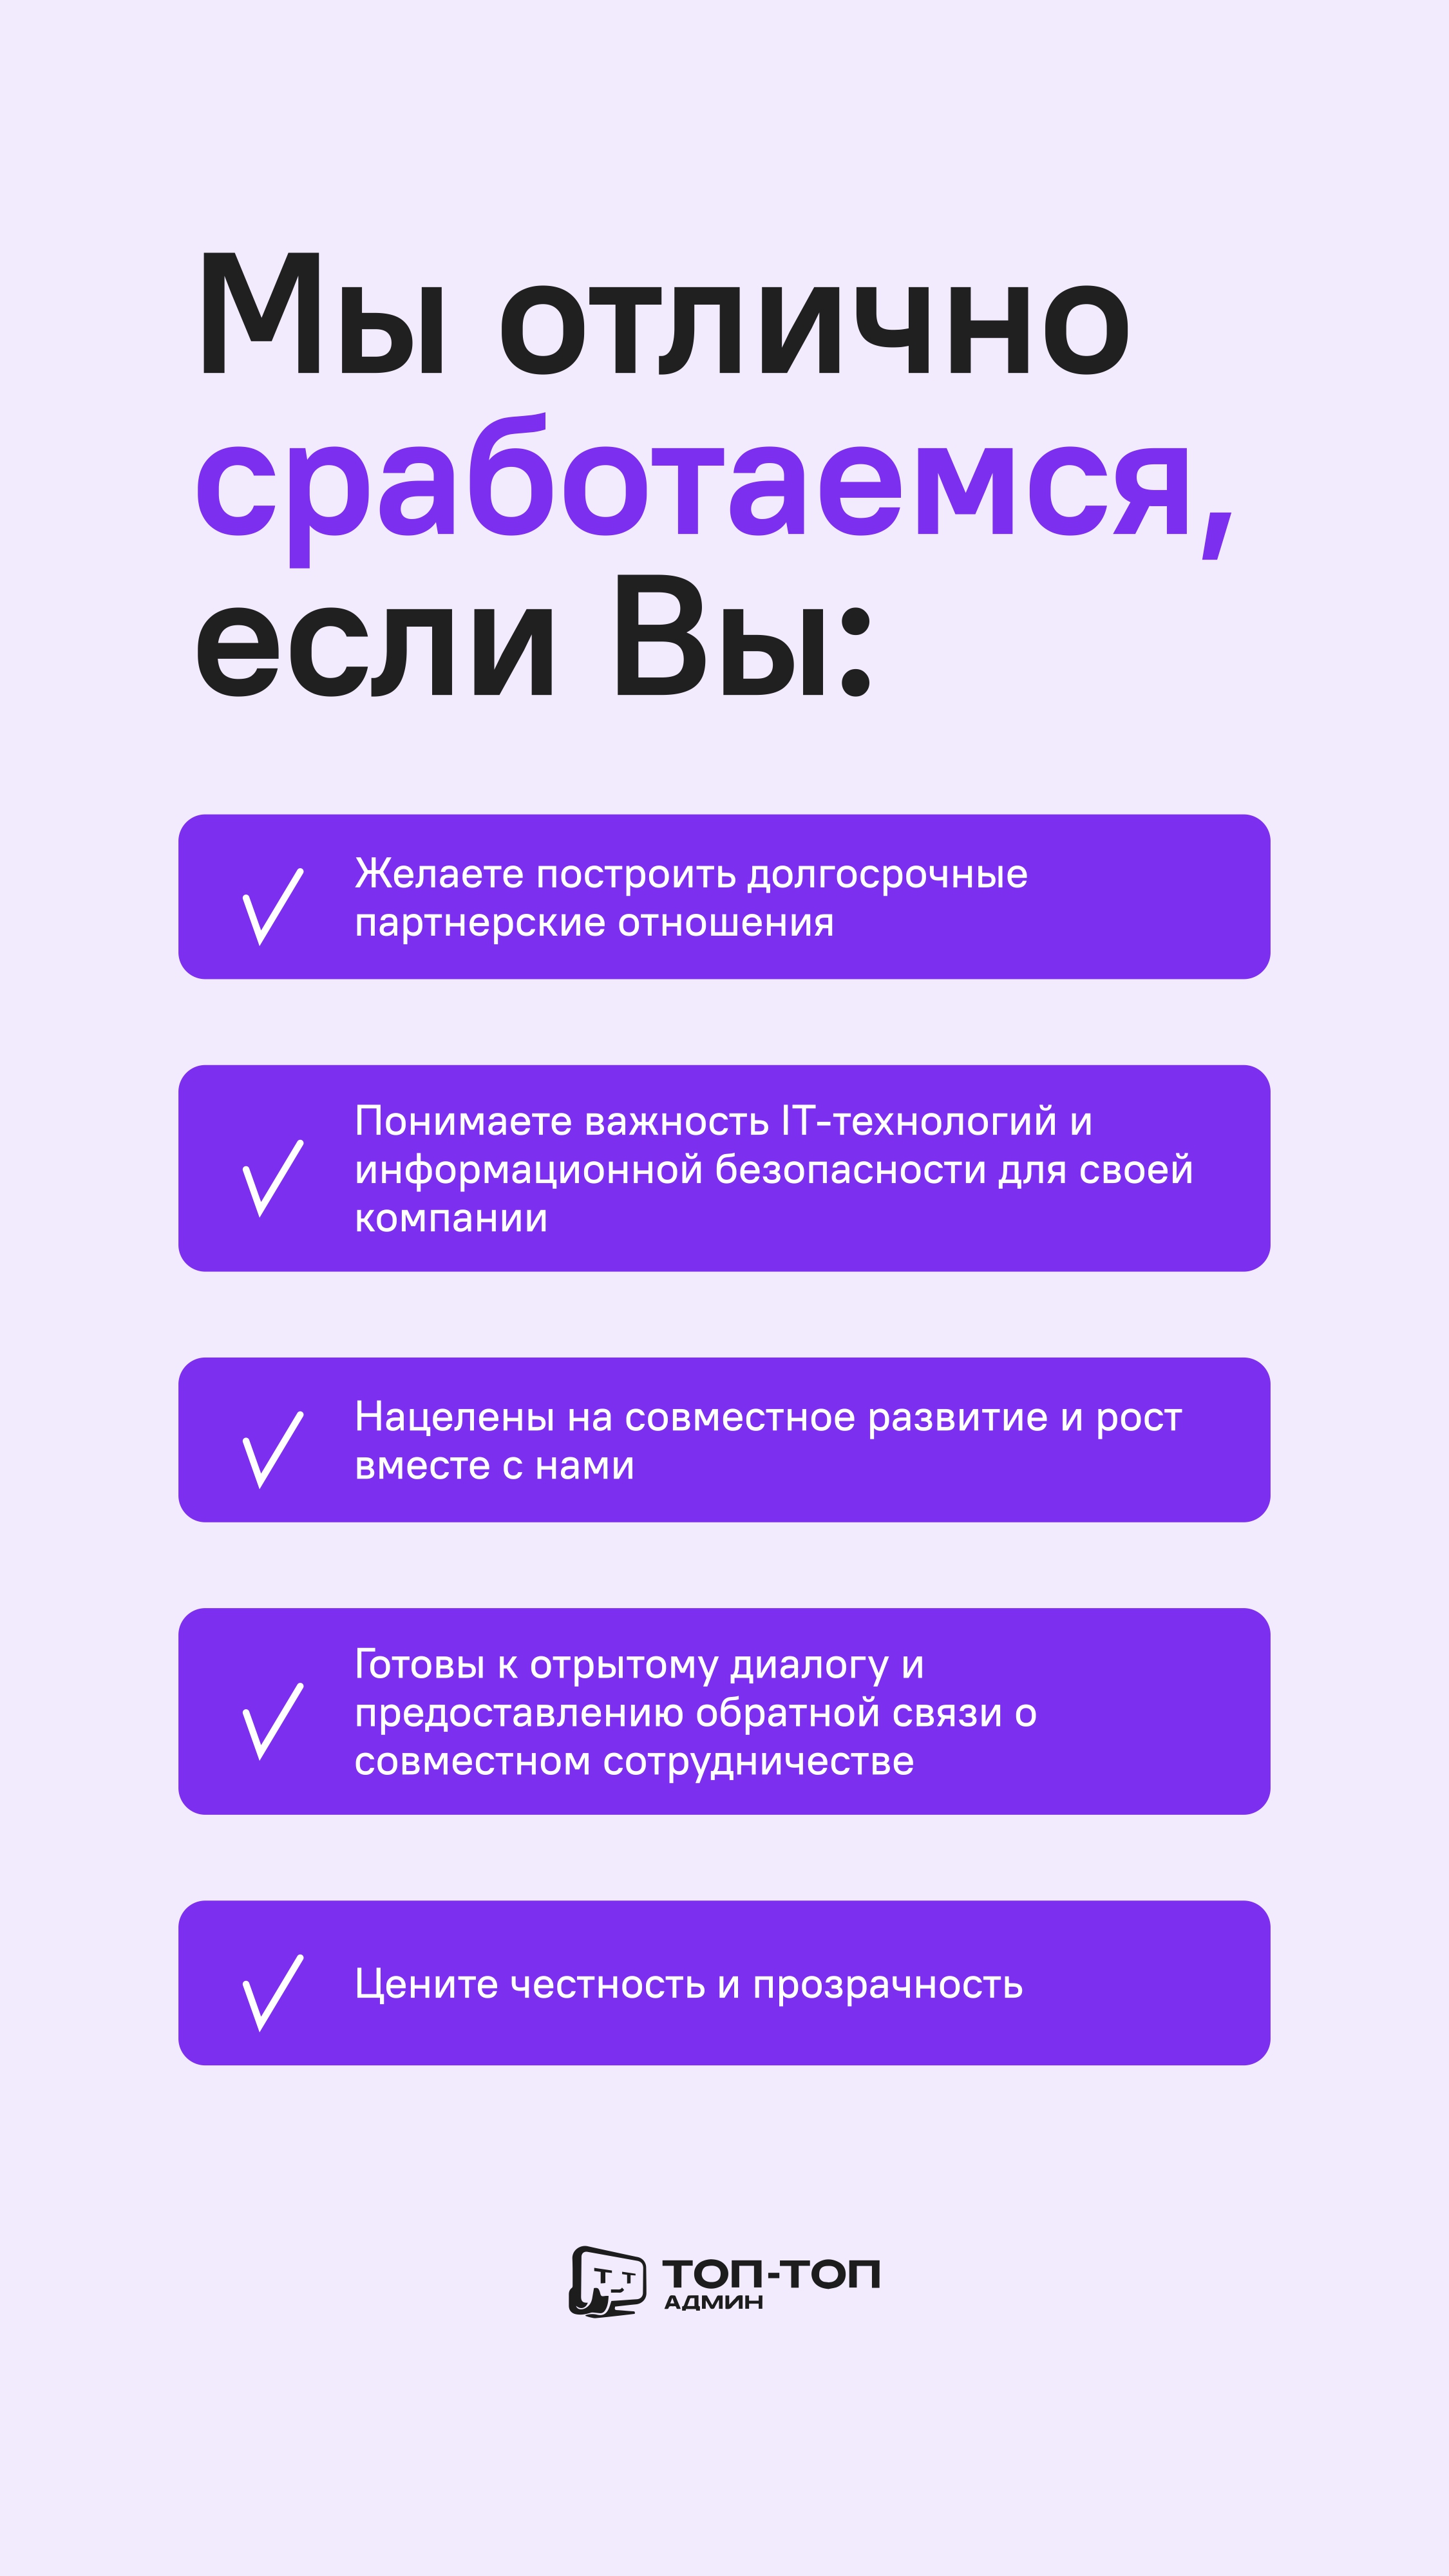 Мы отлично
сработаемся,
если Вы:
Желаете построить долгосрочные
партнерские отношения
Понимаете важность IT-технологий и
информационной безопасности для своей
компании
Нацелены на совместное развитие и рост
вместе с нами
Готовы к отрытому диалогу и
предоставлению обратной связи о
совместном сотрудничестве
Цените честность и прозрачность
ТОП-ТОП
АДМИН